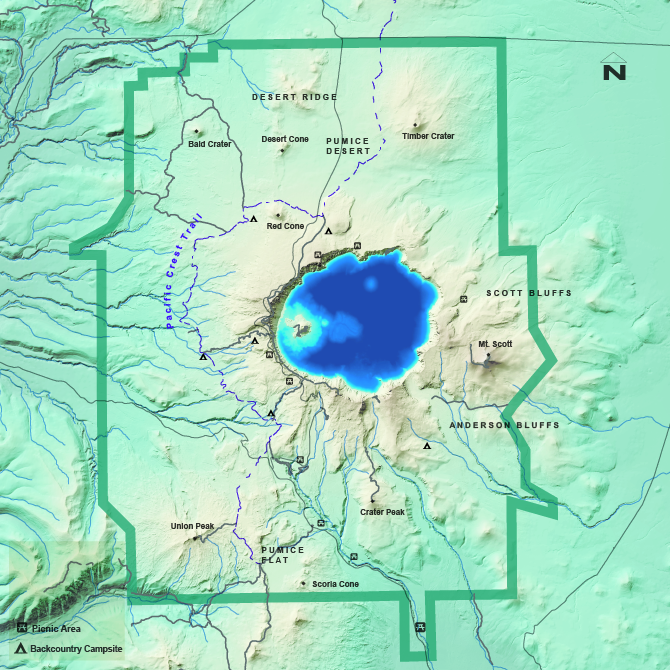 N
DESERT RIDGE
Timber Crater
Desert Cone
Bald Crater
PUMICE
DESERT
Red Cone
Pacific Crest Trail
SCOTT BLUFFS
Mt. Scott
ANDERSON BLUFFS
Crater Peak
Union Peak
PUMICE
FLAT
Scoria Cone
Picnic Area
Backcountry Campsite